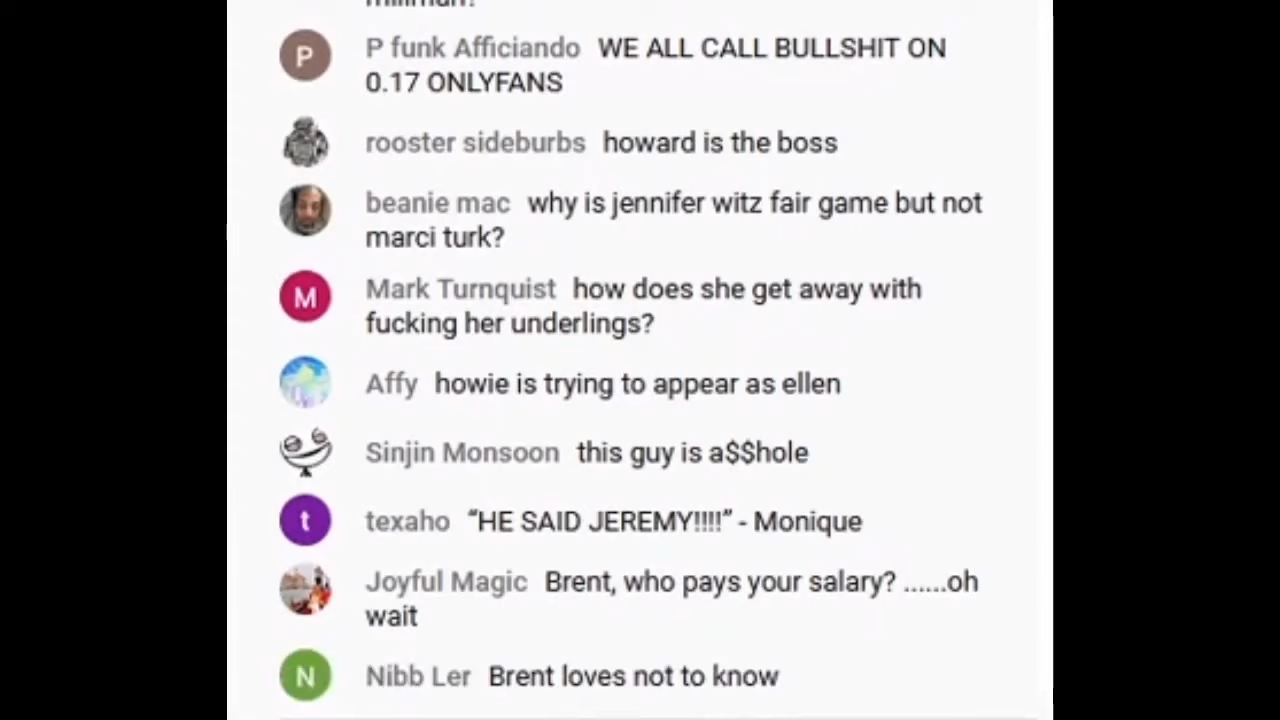 P P funk Afficiando WE ALL CALL BULLSHIT ON
0.17 ONLYFANS
rooster sideburbs howard is the boss
beanie mac why is jennifer witz fair game but not
marci turk?
M Mark Turnquist how does she get away with
fucking her underlings?
Affy howie is trying to appear as ellen
Sinjin Monsoon this guy is a$$hole
t texaho “HE SAID JEREMY!!!!” - Monique
Joyful Magic Brent, who pays your salary? ......oh
wait
N Nibb Ler Brent loves not to know